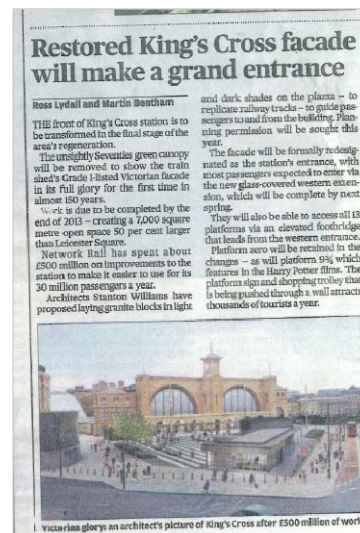 Restored King's Cross facade
will make a grand entrance
Ross Lydall and Martin Bentham
THE front of King's Cross station is to
be transformed in the final stage of the
area's regeneration.
The unsightly Seventies green canopy
will be removed to show the train
shed's Grade I-listed Victorian facade
in its full glory for the first time in
almost 150 years.
Work is due to be completed by the
end of 2013 – creating a 7,000 square
metre open space 50 per cent larger
than Leicester Square.
Network Rail has spent about
£500 million on improvements to the
station to make it easier to use for its
30 million passengers a year.
Architects Stanton Williams have
proposed laying granite blocks in light
and dark shades on the plazza – to
replicate railway tracks – to guide pas-
sengers to and from the building. Plan-
ning permission will be sought this
year.
The facade will be formally redesig-
nated as the station's entrance, with
most passengers expected to enter via
the new glass-covered western exten-
sion, which will be complete by next
spring.
They will also be able to access all 13
platforms via an elevated footbridge
that leads from the western entrance.
Platform zero will be retained in the
changes – as will platform 9¾ which
features in the Harry Potter films. The
platform sign and shopping trolley that
is being pushed through a wall attracts
thousands of tourists a year.
Victorian glory: an architect's picture of King's Cross after £500 million of work